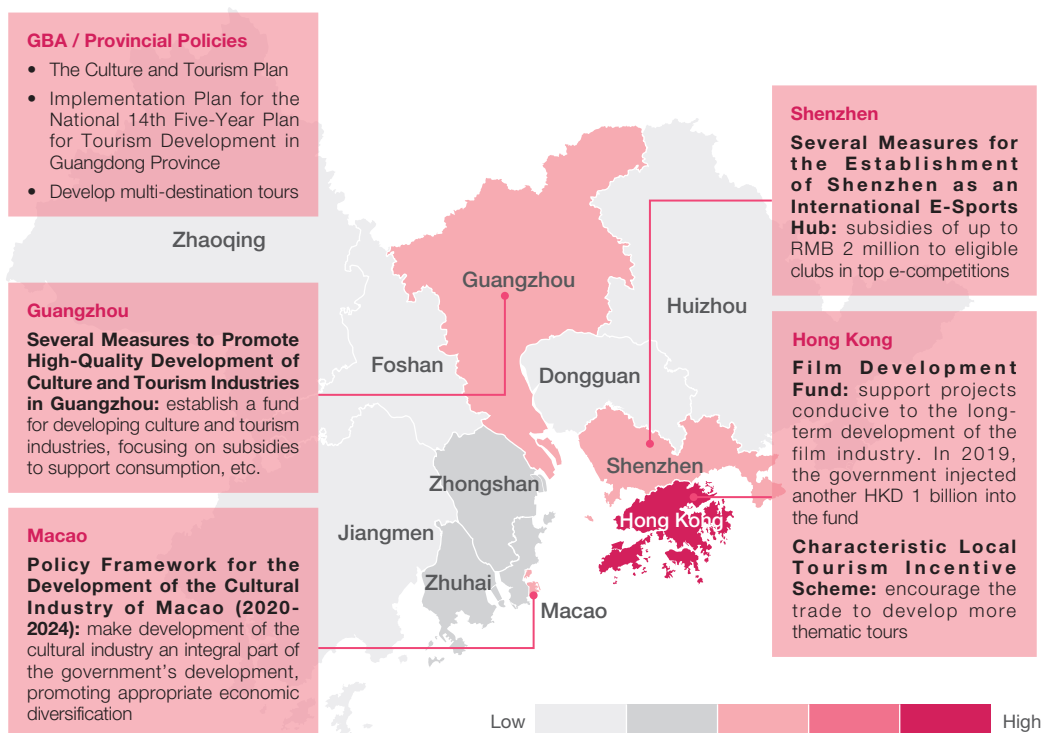 GBA / Provincial Policies
• The Culture and Tourism Plan
• Implementation Plan for the
National 14th Five-Year Plan
for Tourism Development in
Guangdong Province
• Develop multi-destination tours
Zhaoqing
Guangzhou
Several Measures to Promote
High-Quality Development of
Culture and Tourism Industries
in Guangzhou: establish a fund
for developing culture and tourism
industries, focusing on subsidies
to support consumption, etc.
Macao
Policy Framework for the
Development of the Cultural
Industry of Macao (2020-
2024): make development of the
cultural industry an integral part of
the government's development,
promoting appropriate economic
diversification
Guangzhou
Huizhou
Foshan
Dongguan
Shenzhen
Zhongshan
Hong Kong
Jiangmen
Zhuhai
Macao
Shenzhen
Several Measures for
the Establishment
of Shenzhen as an
International E-Sports
Hub: subsidies of up to
RMB 2 million to eligible
clubs in top e-competitions
Hong Kong
Film Development
Fund: support projects
conducive to the long-
term development of the
film industry. In 2019,
the government injected
another HKD 1 billion into
the fund
Characteristic Local
Tourism Incentive
Scheme: encourage the
trade to develop more
thematic tours
Low
High